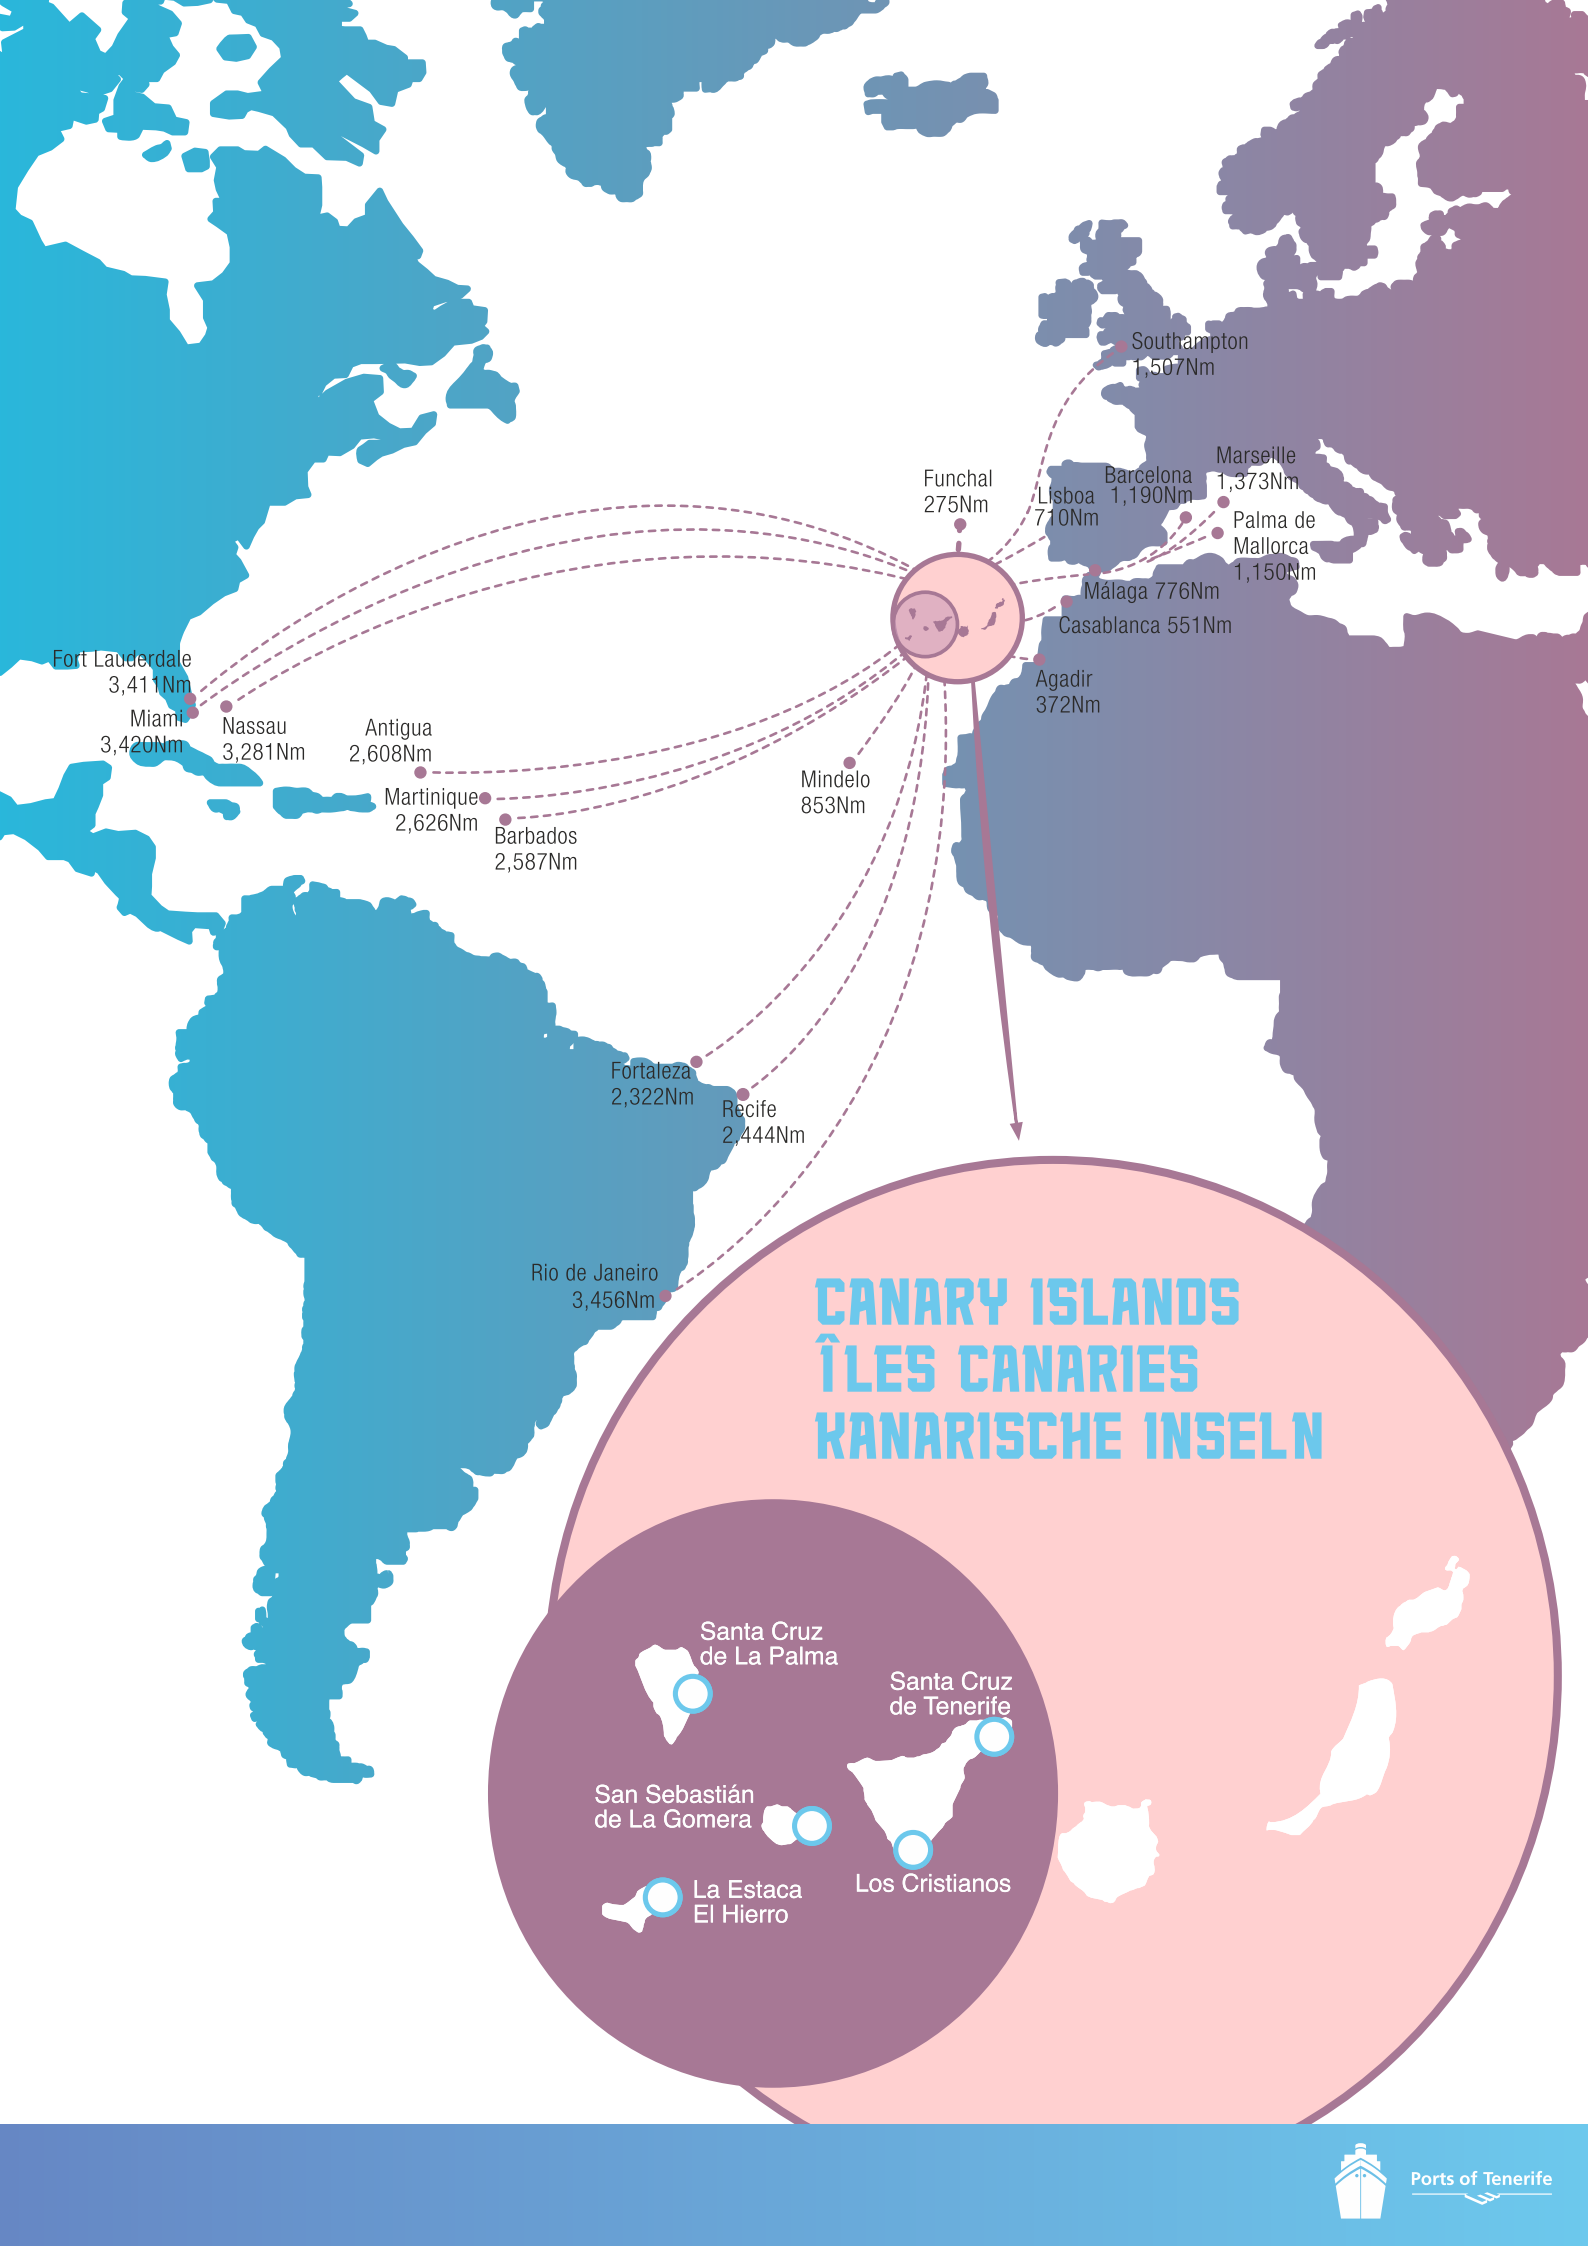 Southampton
1,507Nm
Marseille
1,373Nm
Barcelona
1,190Nm
Funchal
275Nm
Lisboa
710Nm
Palma de
Mallorca
1,150Nm
Málaga 776Nm
Casablanca 551Nm
Agadir
372Nm
Fort Lauderdale
3,411Nm
Miami
3,420Nm
Nassau
3,281Nm
Antigua
2,608Nm
Martinique
2,626Nm
Barbados
2,587Nm
Mindelo
853Nm
Fortaleza
2,322Nm
Recife
2,444Nm
Rio de Janeiro
3,456Nm
CANARY ISLANDS
ÎLES CANARIES
KANARISCHE INSELN
Santa Cruz
de La Palma
Santa Cruz
de Tenerife
San Sebastián
de La Gomera
Los Cristianos
La Estaca
El Hierro
Ports of Tenerife